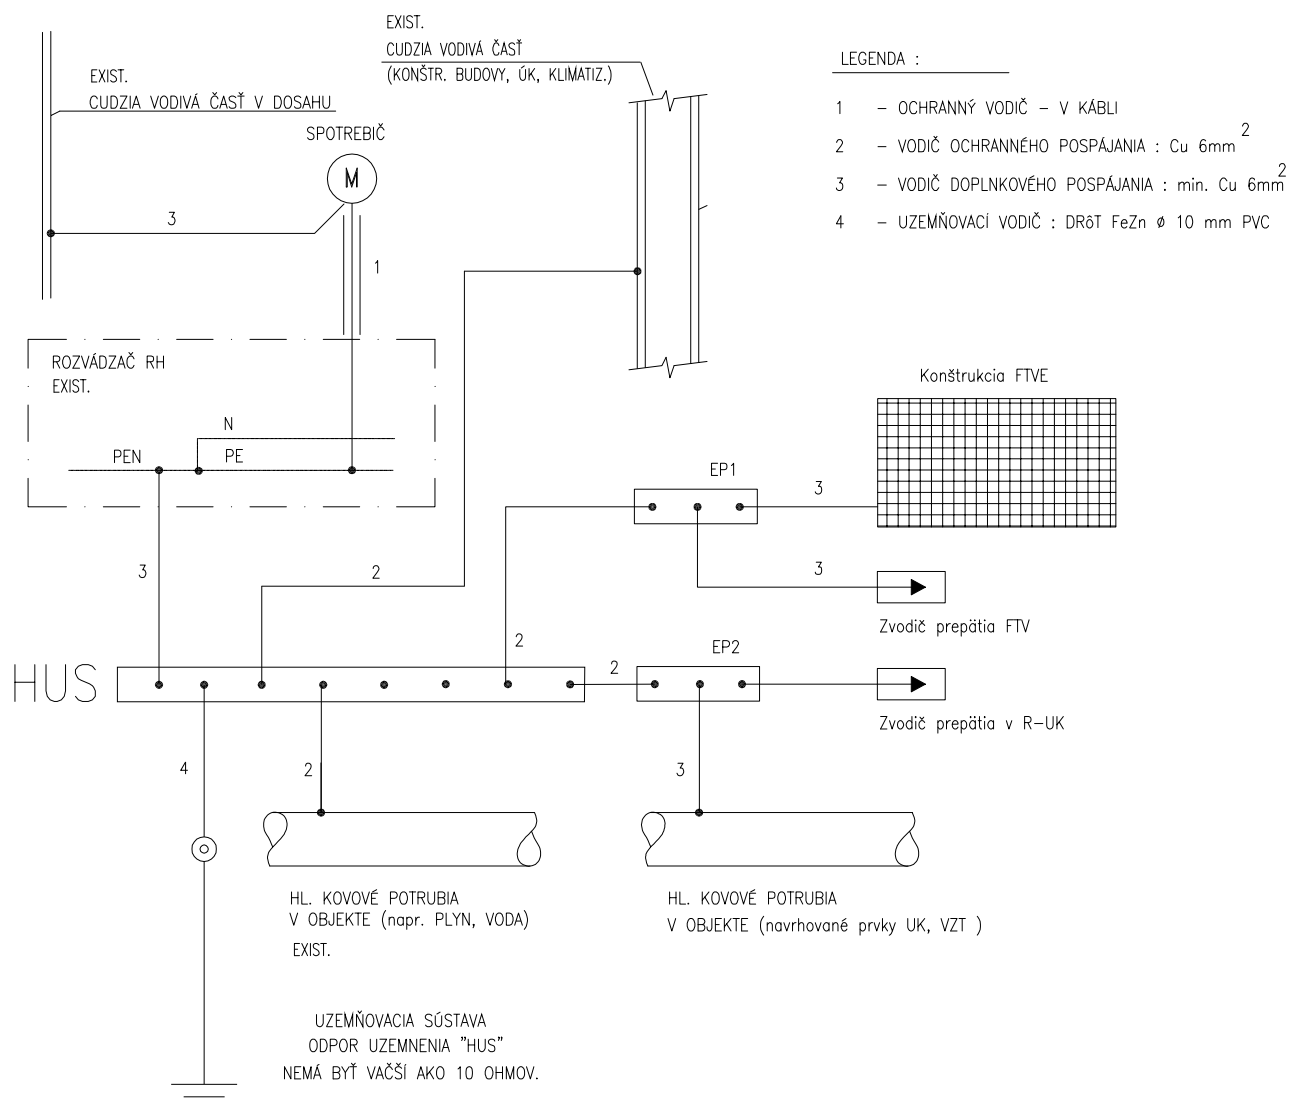 EXIST.
CUDZIA VODIVÁ ČASŤ
(KONŠTR. BUDOVY, ÚK, KLIMATIZ.)
EXIST.
CUDZIA VODIVÁ ČASŤ V DOSAHU
SPOTREBIČ
M
3
1
LEGENDA :
1 – OCHRANNÝ VODIČ – V KÁBLI
2 – VODIČ OCHRANNÉHO POSPÁJANIA : Cu 6mm²
3 – VODIČ DOPLNKOVÉHO POSPÁJANIA : min. Cu 6mm²
4 – UZEMŇOVACÍ VODIČ : DRôT FeZn ø 10 mm PVC
ROZVÁDZAČ RH
EXIST.
N
PEN
PE
Konštrukcia FTVE
EP1
3
3
2
3
Zvodič prepätia FTV
2
EP2
HUS
2
Zvodič prepätia v R–UK
4
2
3
HL. KOVOVÉ POTRUBIA
V OBJEKTE (napr. PLYN, VODA)
EXIST.
HL. KOVOVÉ POTRUBIA
V OBJEKTE (navrhované prvky UK, VZT )
UZEMŇOVACIA SÚSTAVA
ODPOR UZEMNENIA "HUS"
NEMÁ BYŤ VAČŠÍ AKO 10 OHMOV.